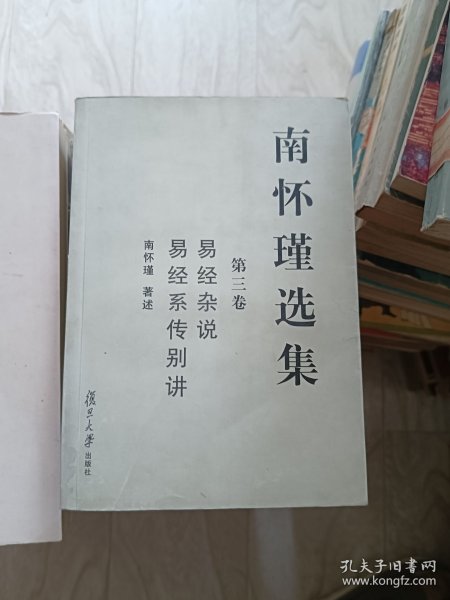 南怀瑾选集
第三卷
易经杂说
易经系传别讲
南怀瑾 著述
復旦大学出版社
孔夫子旧书网
www.kongfz.com